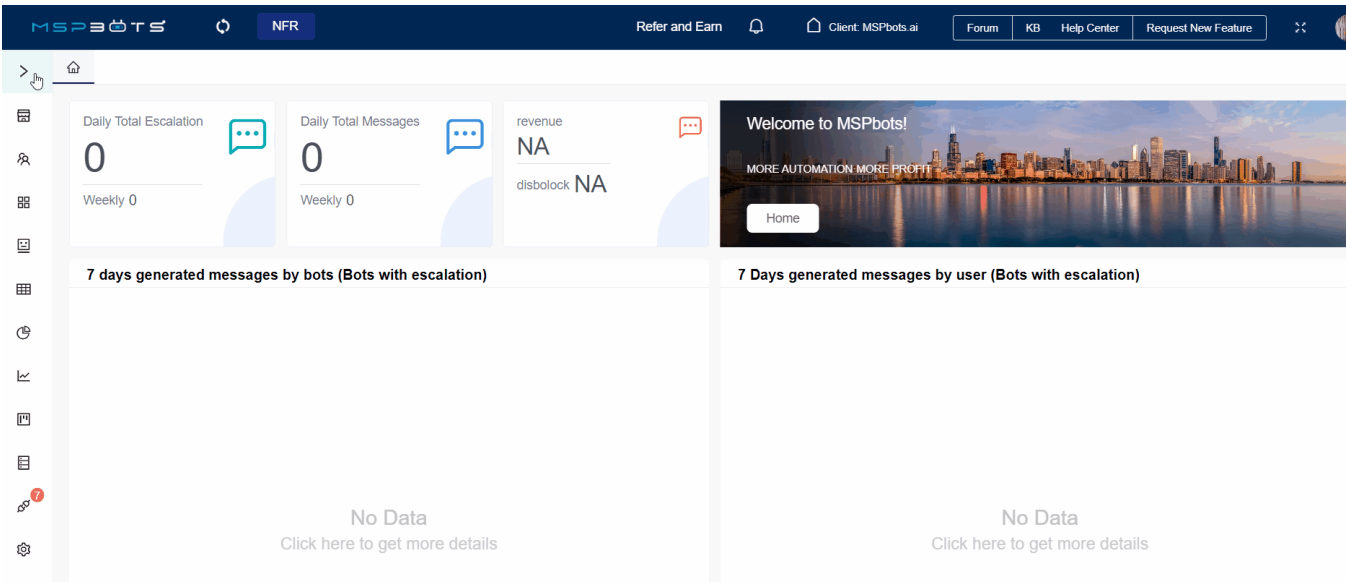 MSPBOTS
NFR
Refer and Earn
Client: MSPbots.ai
Forum
KB
Help Center
Request New Feature
Daily Total Escalation
0
Weekly 0
Daily Total Messages
0
Weekly 0
revenue
NA
disbolock NA
Welcome to MSPbots!
MORE AUTOMATION·MORE PROFIT
Home
7 days generated messages by bots (Bots with escalation)
7 Days generated messages by user (Bots with escalation)
No Data
Click here to get more details
No Data
Click here to get more details
7